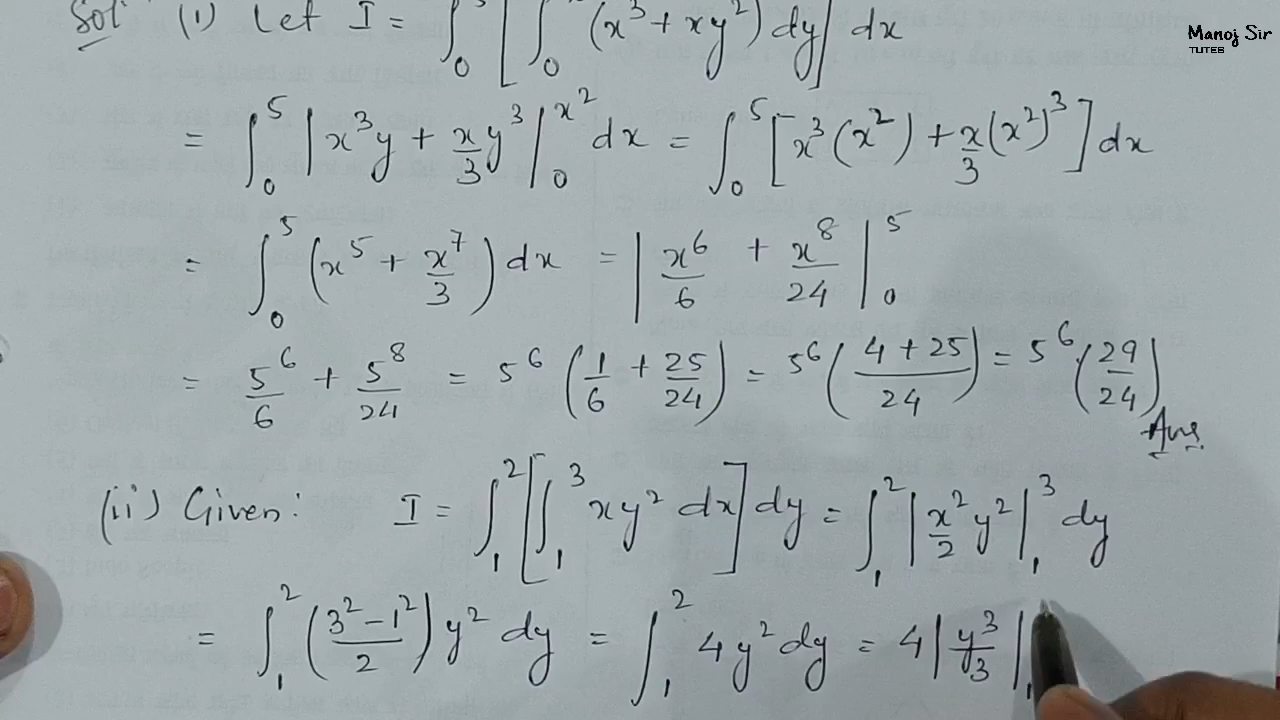 Manoj Sir
TUTES
Sol: (i) Let I = ∫₀⁵ [∫₀ (x³ + xy²) dy] dx
= ∫₀⁵ | x³y + x/3 y³ |₀^x² dx = ∫₀⁵ [x³(x²) + x/3 (x²)³] dx
= ∫₀⁵ (x⁵ + x⁷/3) dx = | x⁶/6 + x⁸/24 |₀⁵
= 5⁶/6 + 5⁸/24 = 5⁶ (1/6 + 25/24) = 5⁶ (4+25/24) = 5⁶ (29/24)
Ans
(ii) Given: I = ∫₁² [∫₁³ xy² dx] dy = ∫₁² | x²/2 y² |₁³ dy
= ∫₁² (3² - 1²/2) y² dy = ∫₁² 4y² dy = 4 | y³/3 |₁